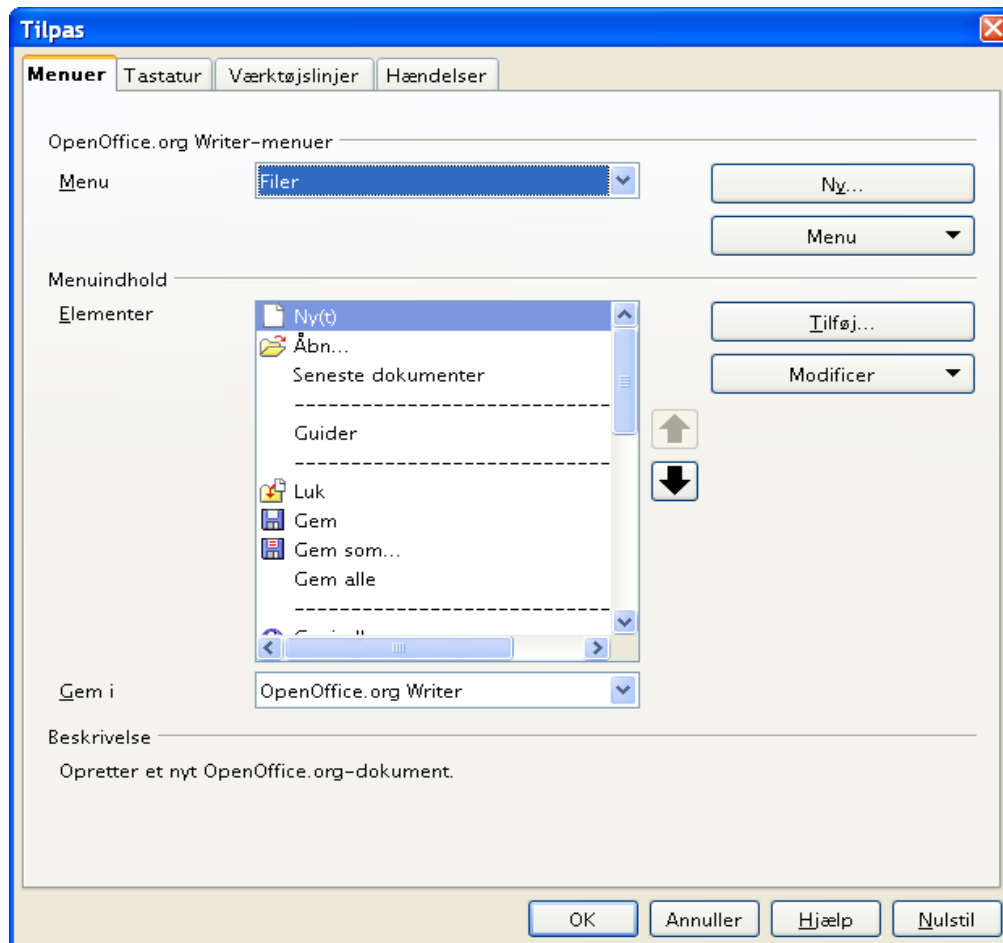 Tilpas
Menuer Tastatur Værktøjslinjer Hændelser
OpenOffice.org Writer-menuer
Menu Filer Ny...
Menu
Menuindhold
Elementer Ny(t) Tilføj...
Åbn...
Seneste dokumenter Modificer
------------------------------
Guider
------------------------------
Luk
Gem
Gem som...
Gem alle
------------------------------
Gem i OpenOffice.org Writer
Beskrivelse
Opretter et nyt OpenOffice.org-dokument.
OK Annuller Hjælp Nulstil